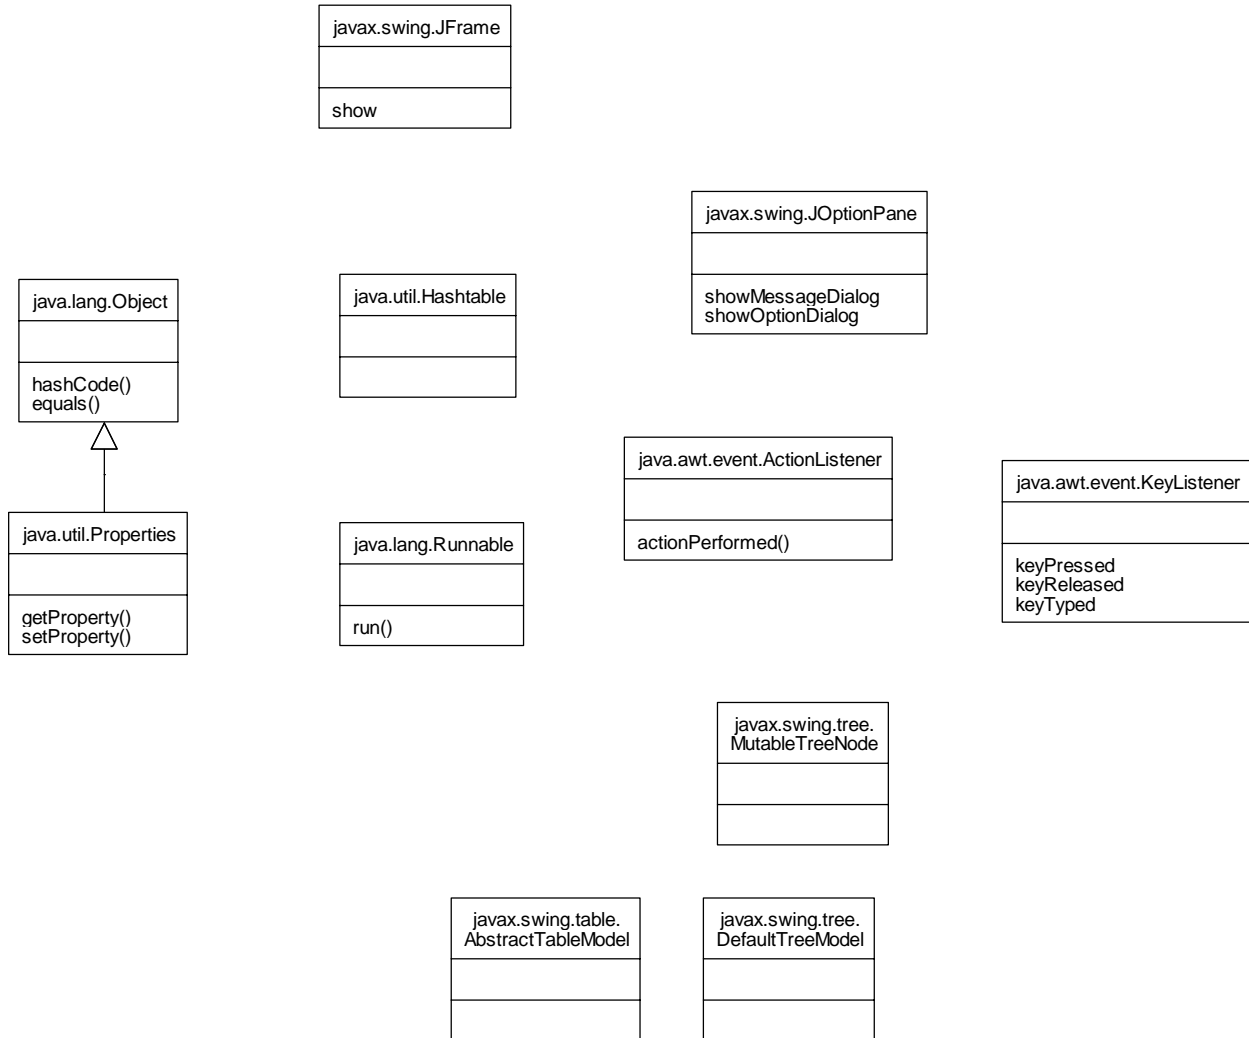 javax.swing.JFrame
show
javax.swing.JOptionPane
showMessageDialog
showOptionDialog
java.lang.Object
hashCode()
equals()
java.util.Hashtable
java.awt.event.ActionListener
actionPerformed()
java.awt.event.KeyListener
keyPressed
keyReleased
keyTyped
java.util.Properties
getProperty()
setProperty()
java.lang.Runnable
run()
javax.swing.tree.
MutableTreeNode
javax.swing.table.
AbstractTableModel
javax.swing.tree.
DefaultTreeModel